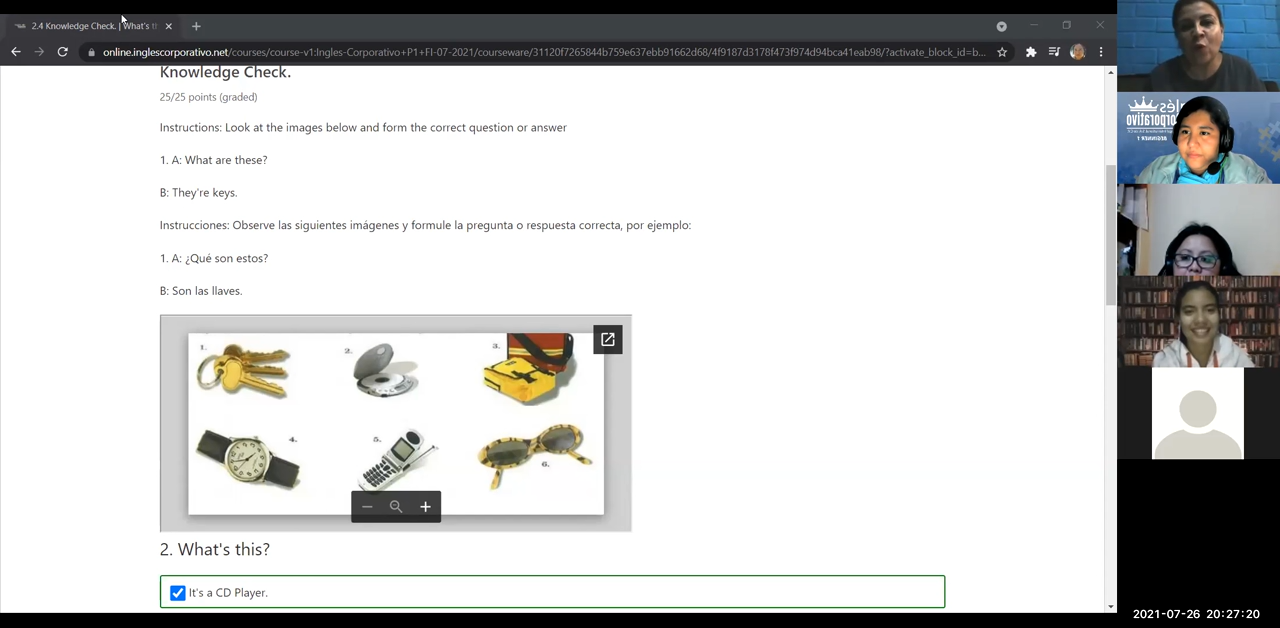 2.4 Knowledge Check. | What's th
online.inglescorporativo.net/courses/course-v1:Ingles-Corporativo+P1+FI-07-2021/courseware/31120f7265844b759e637ebb91662d68/4f9187d3178f473f974d94bca41eab98/?activate_block_id=b...
Knowledge Check.
25/25 points (graded)
Instructions: Look at the images below and form the correct question or answer
1. A: What are these?
B: They're keys.
Instrucciones: Observe las siguientes imágenes y formule la pregunta o respuesta correcta, por ejemplo:
1. A: ¿Qué son estos?
B: Son las llaves.
1.
2.
3.
4.
5.
6.
2. What's this?
It's a CD Player.
2021-07-26 20:27:20